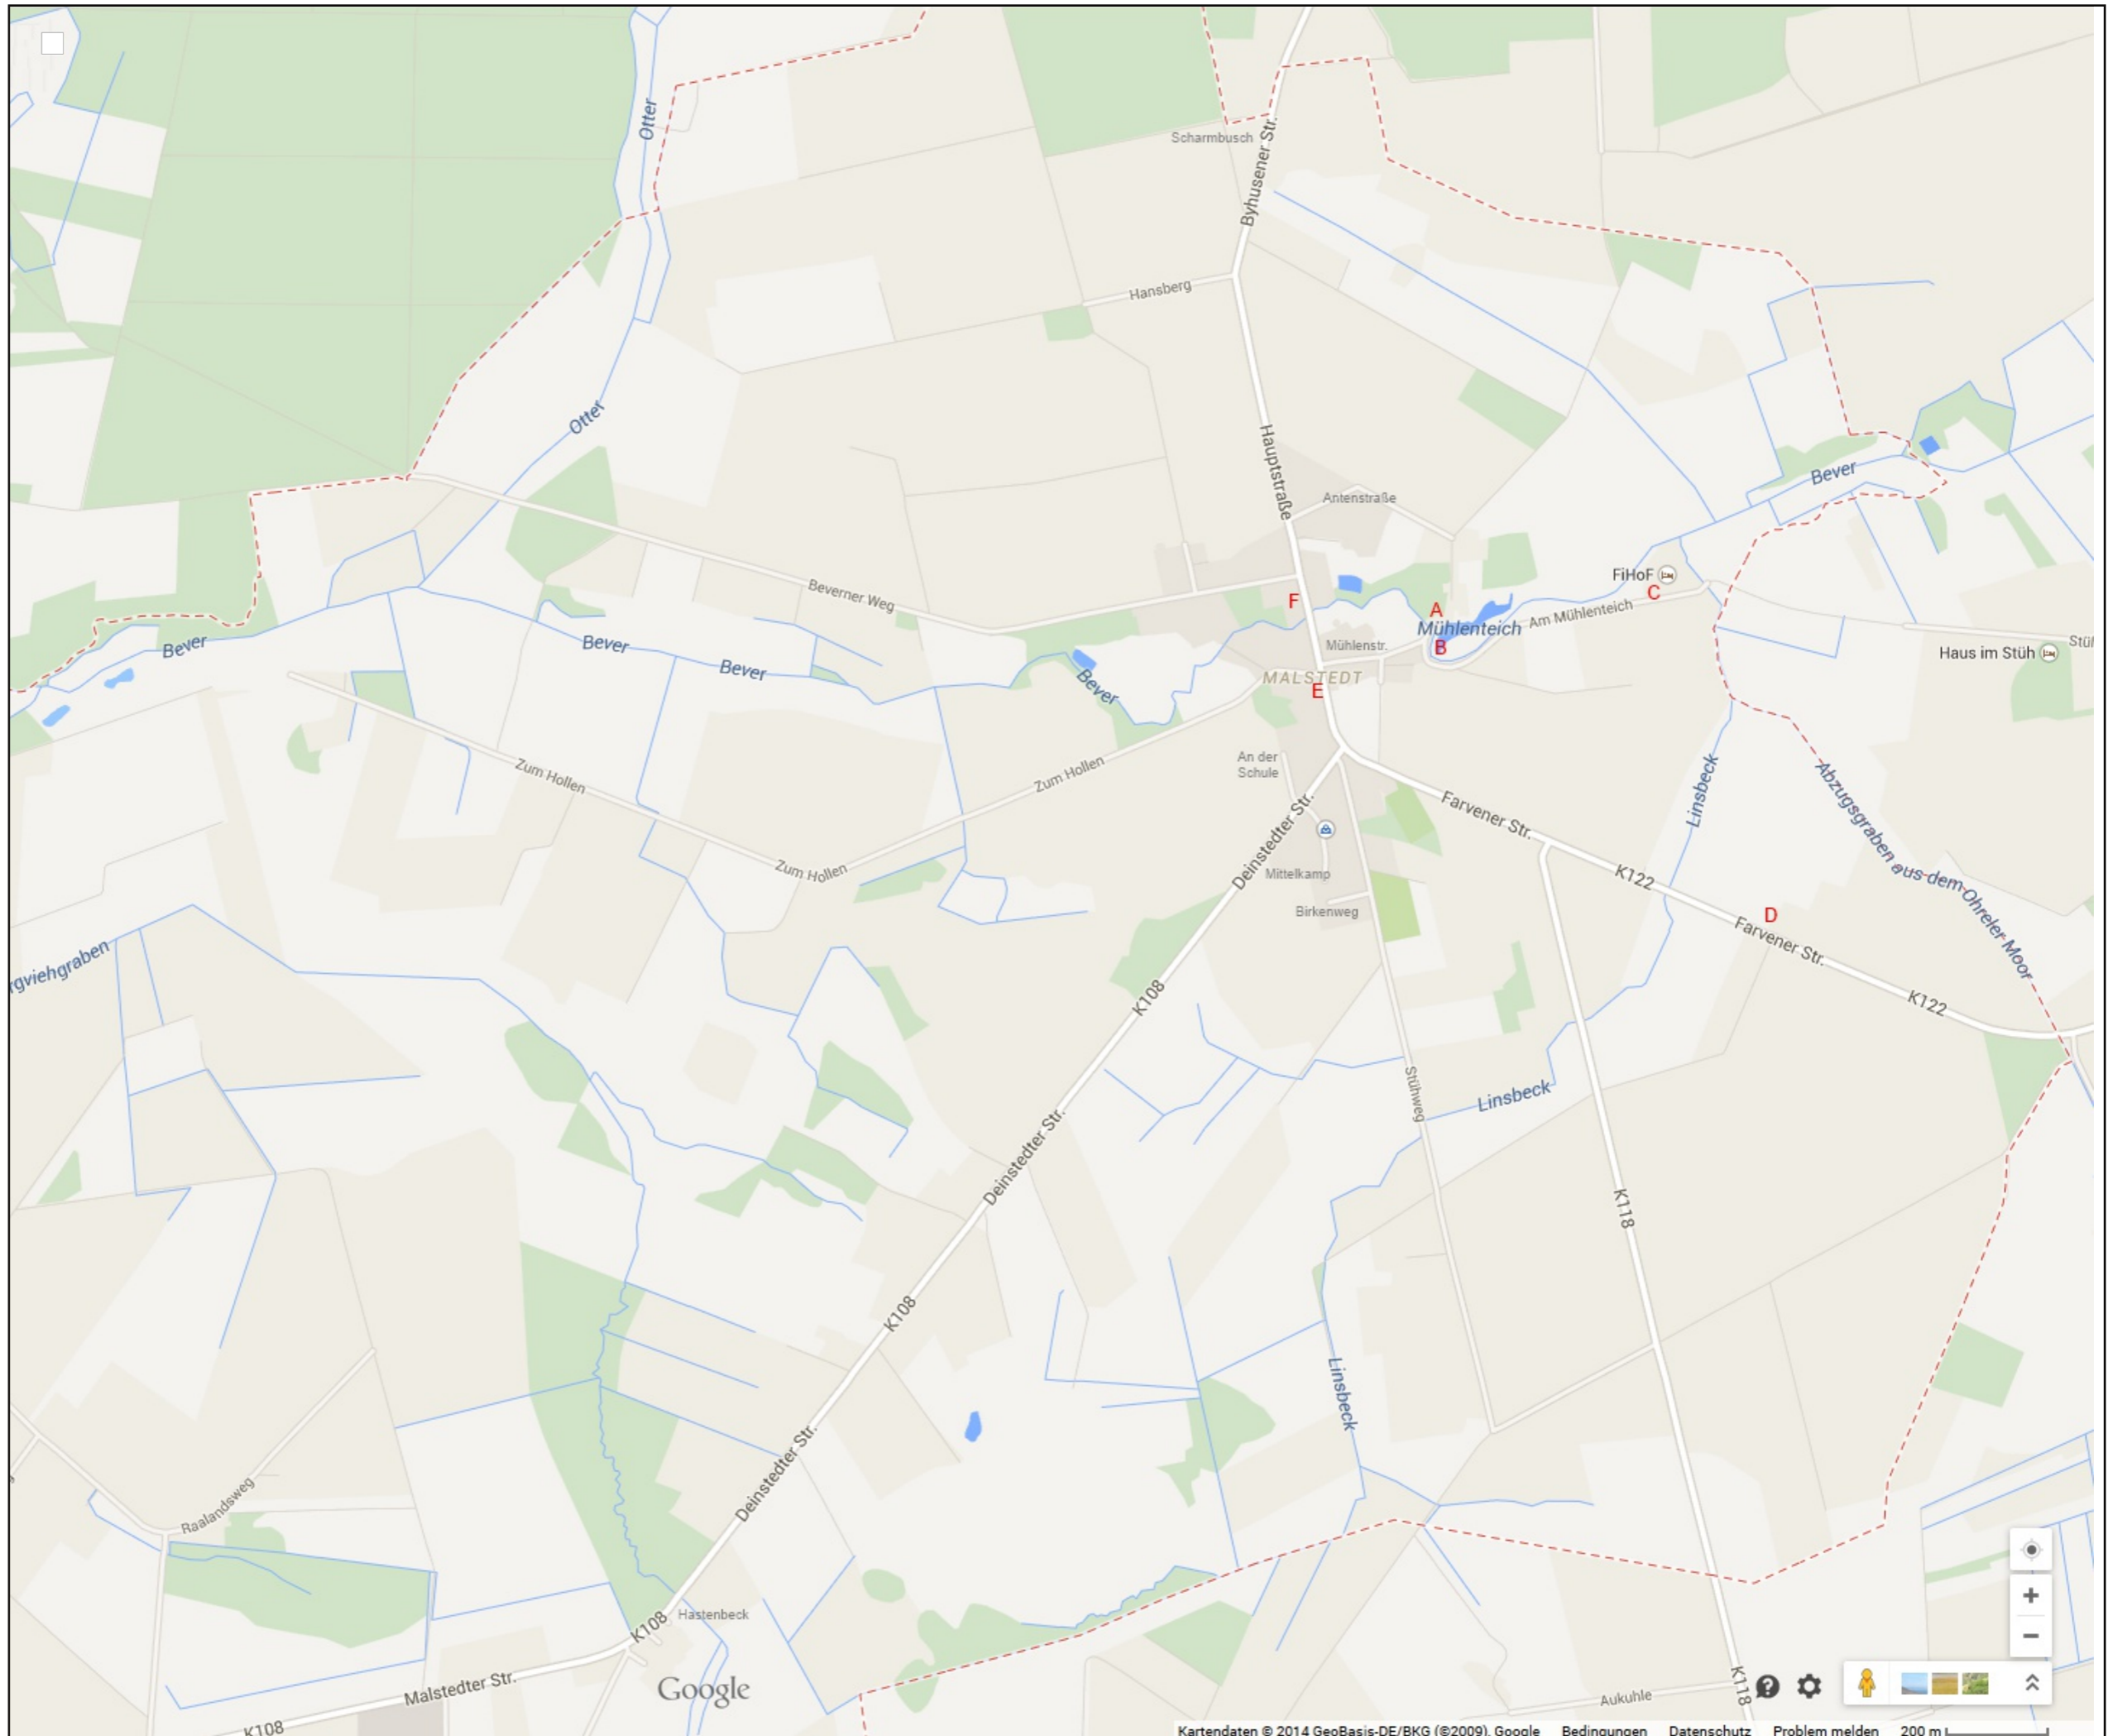 Otter
Scharmbusch
Byhusener Str.
Hansberg
Otter
Hauptstraße
Antenstraße
Bever
FiHoF
C
Beverner Weg
F
A
Am Mühlenteich
Mühlenteich
Bever
Bever
Mühlenstr.
B
Haus im Stüh
Bever
Bever
MALSTEDT
E
Zum Hollen
Zum Hollen
An der
Schule
Linsbeck
Abzugsgraben aus dem Ohreler Moor
Farvener Str.
Deinstedter Str.
Zum Hollen
Mittelkamp
K122
Birkenweg
D
Farvener Str.
rgviehgraben
K108
K122
Stühweg
Linsbeck
Deinstedter Str.
K118
K108
Linsbeck
Deinstedter Str.
Raalandsweg
K108
Hastenbeck
Malstedter Str.
Google
K118
Aukuhle
K108
Kartendaten © 2014 GeoBasis-DE/BKG (©2009), Google Bedingungen Datenschutz Problem melden 200 m